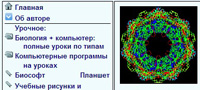 Главная
Об авторе
Урочное:
Биология + компьютер:
полные уроки по типам
Компьютерные программы
на уроках
Биософт Планшет
Учебные рисунки и